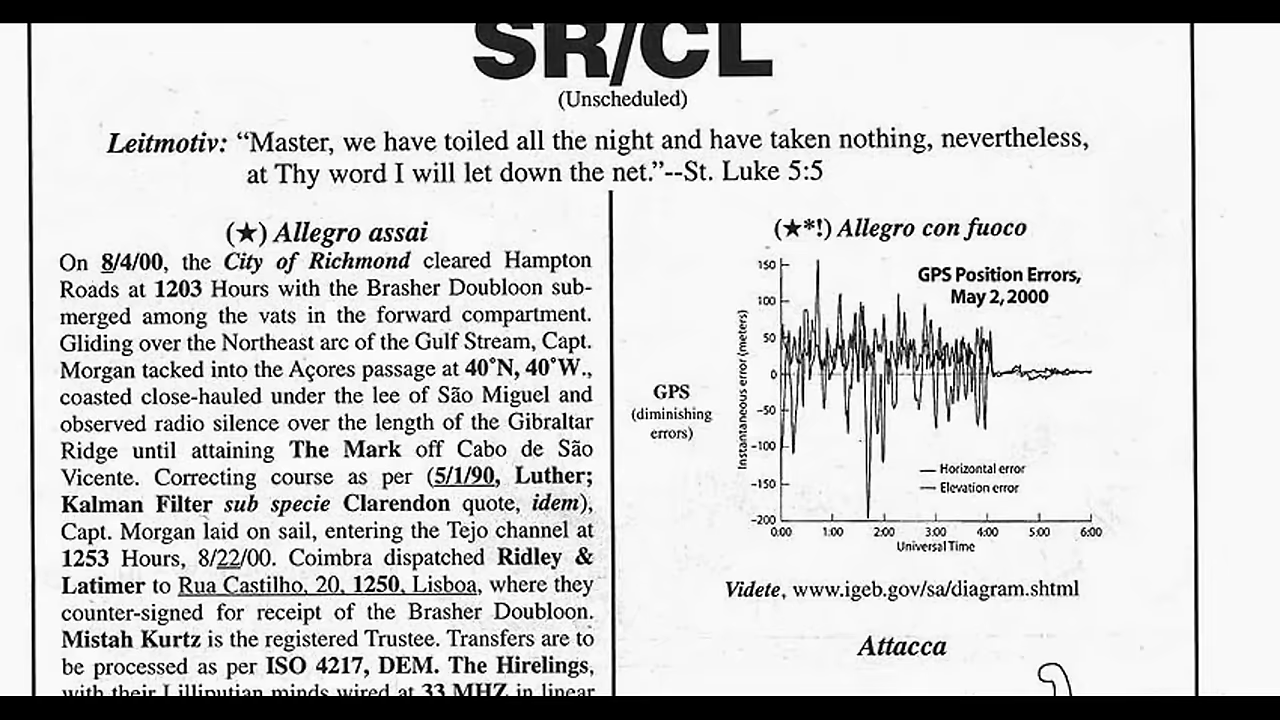 SR/CL
(Unscheduled)
Leitmotiv: “Master, we have toiled all the night and have taken nothing, nevertheless,
at Thy word I will let down the net.”--St. Luke 5:5
(★) Allegro assai
On 8/4/00, the City of Richmond cleared Hampton
Roads at 1203 Hours with the Brasher Doubloon sub-
merged among the vats in the forward compartment.
Gliding over the Northeast arc of the Gulf Stream, Capt.
Morgan tacked into the Açores passage at 40°N, 40°W.,
coasted close-hauled under the lee of São Miguel and
observed radio silence over the length of the Gibraltar
Ridge until attaining The Mark off Cabo de São
Vicente. Correcting course as per (5/1/90, Luther;
Kalman Filter sub specie Clarendon quote, idem),
Capt. Morgan laid on sail, entering the Tejo channel at
1253 Hours, 8/22/00. Coimbra dispatched Ridley &
Latimer to Rua Castilho, 20, 1250, Lisboa, where they
counter-signed for receipt of the Brasher Doubloon.
Mistah Kurtz is the registered Trustee. Transfers are to
be processed as per ISO 4217, DEM. The Hirelings,
with their Lilliputian minds wired at 33 MHZ in linear
(★*!) Allegro con fuoco
GPS Position Errors,
May 2, 2000
GPS
(diminishing
errors)
Instantaneous error (meters)
150
100
50
0
-50
-100
-150
-200
Horizontal error
Elevation error
0:00 1:00 2:00 3:00 4:00 5:00 6:00
Universal Time
Videte, www.igeb.gov/sa/diagram.shtml
Attacca